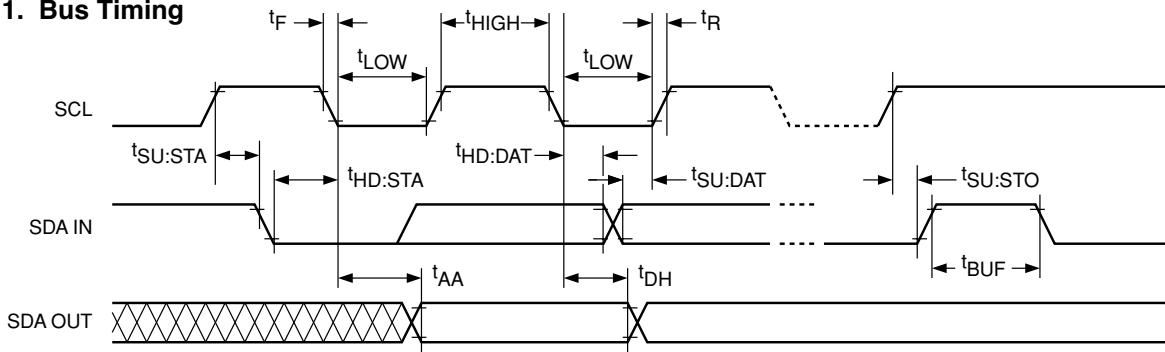 1. Bus Timing
tF
tHIGH
tR
tLOW
tLOW
SCL
tSU:STA
tHD:DAT
tHD:STA
tSU:DAT
tSU:STO
SDA IN
tBUF
tAA
tDH
SDA OUT